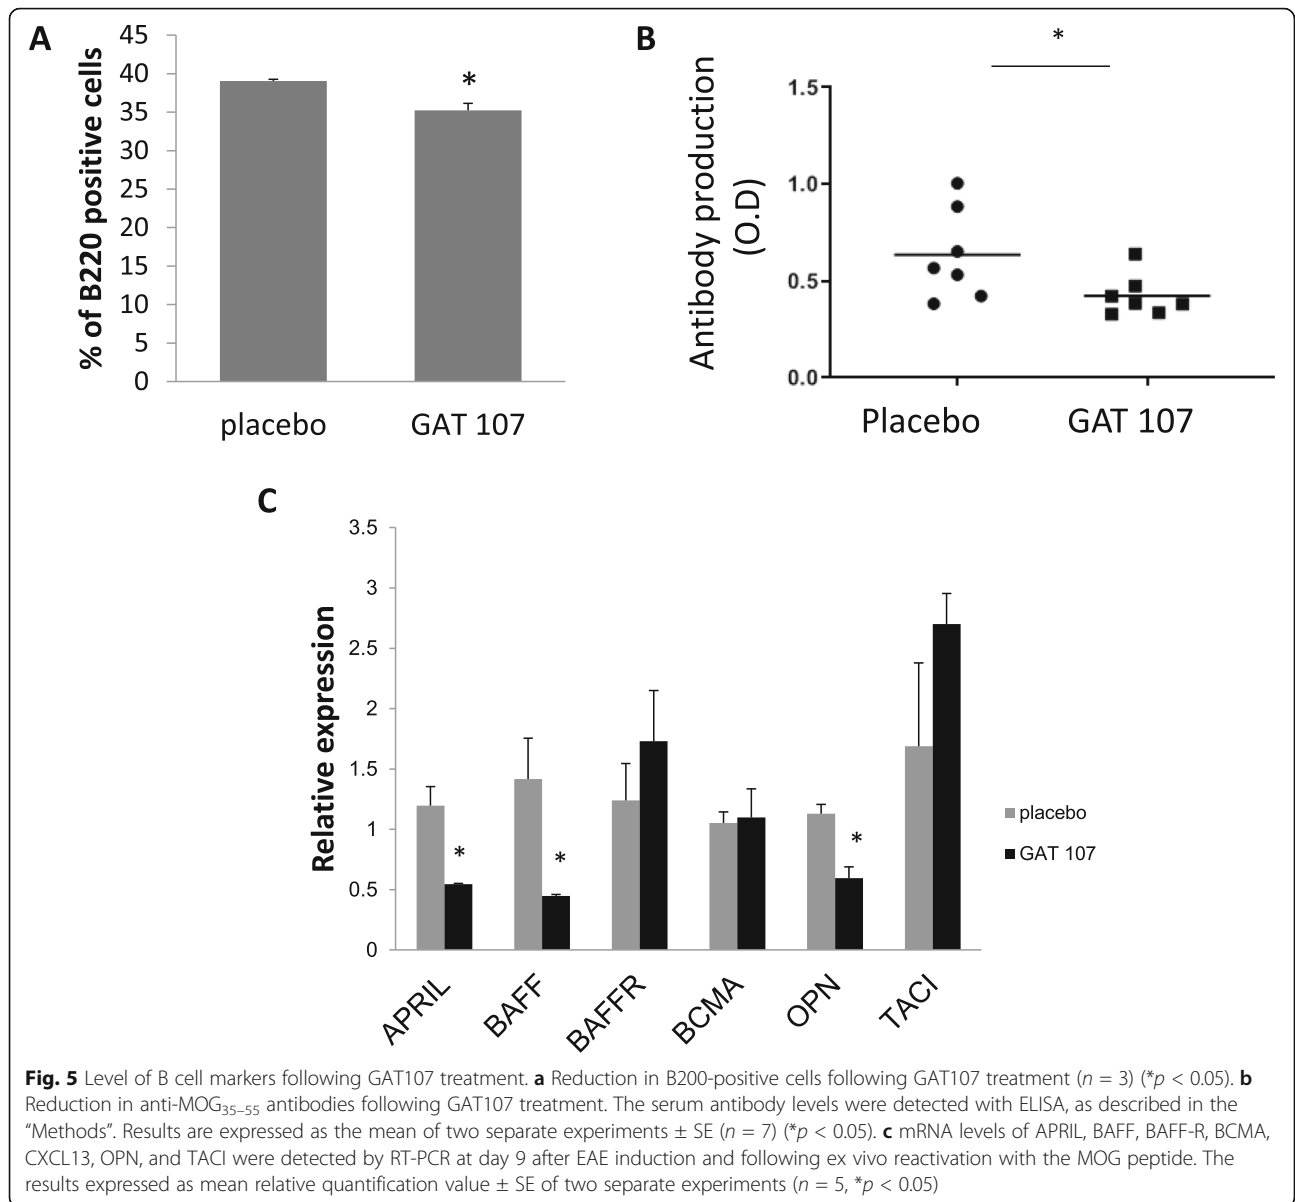 A
% of B220 positive cells
45
40
35
30
25
20
15
10
5
0
*
placebo
GAT 107
B
Antibody production
(O.D)
*
1.5
1.0
0.5
0.0
Placebo
GAT 107
C
Relative expression
3.5
3
2.5
2
1.5
1
0.5
0
*
*
*
APRIL
BAFF
BAFFR
BCMA
OPN
TACI
placebo
GAT 107
Fig. 5 Level of B cell markers following GAT107 treatment. a Reduction in B200-positive cells following GAT107 treatment (n = 3) (*p < 0.05). b
Reduction in anti-MOG35–55 antibodies following GAT107 treatment. The serum antibody levels were detected with ELISA, as described in the
“Methods”. Results are expressed as the mean of two separate experiments ± SE (n = 7) (*p < 0.05). c mRNA levels of APRIL, BAFF, BAFF-R, BCMA,
CXCL13, OPN, and TACI were detected by RT-PCR at day 9 after EAE induction and following ex vivo reactivation with the MOG peptide. The
results expressed as mean relative quantification value ± SE of two separate experiments (n = 5, *p < 0.05)